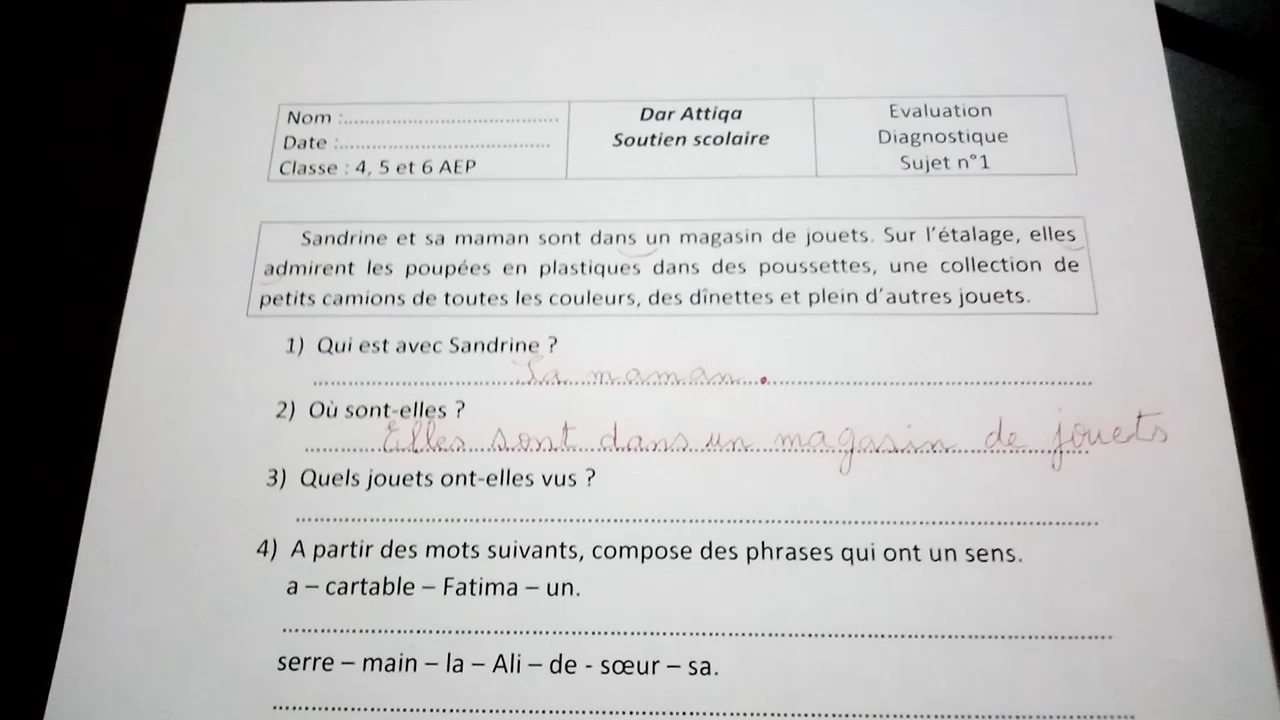 Nom :..........................................
Date :........................................
Classe : 4, 5 et 6 AEP
Dar Attiqa
Soutien scolaire
Evaluation
Diagnostique
Sujet n°1
Sandrine et sa maman sont dans un magasin de jouets. Sur l'étalage, elles
admirent les poupées en plastiques dans des poussettes, une collection de
petits camions de toutes les couleurs, des dînettes et plein d'autres jouets.
1) Qui est avec Sandrine ?
Sa maman.
2) Où sont-elles ?
Elles sont dans un magasin de jouets
3) Quels jouets ont-elles vus ?
4) A partir des mots suivants, compose des phrases qui ont un sens.
a – cartable – Fatima – un.
serre – main – la – Ali – de - sœur – sa.